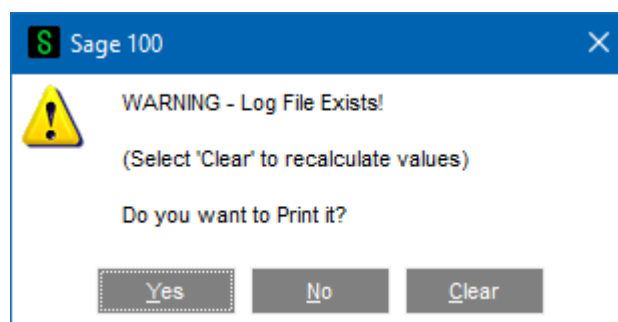 S Sage 100
WARNING - Log File Exists!
(Select 'Clear' to recalculate values)
Do you want to Print it?
Yes No Clear